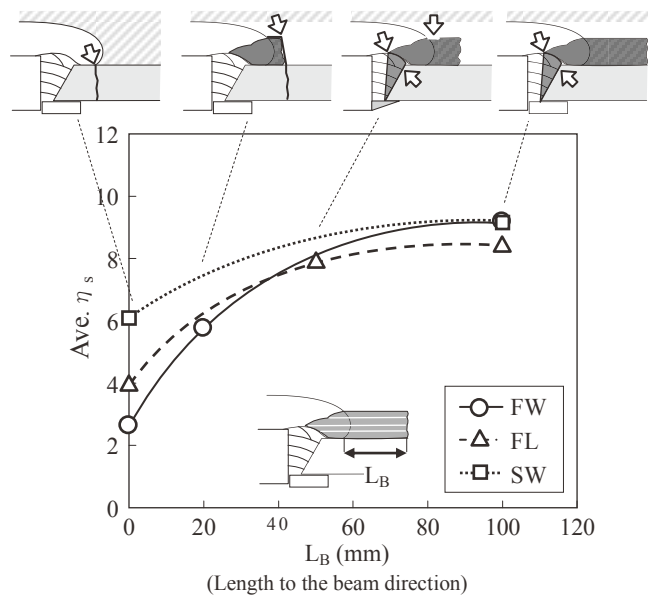 12
10
8
6
4
2
0
Ave. η s
L_B
FW
FL
SW
0 20 40 60 80 100 120
L_B (mm)
(Length to the beam direction)